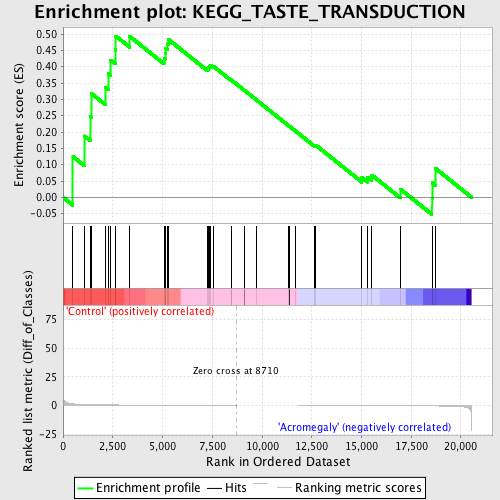 Enrichment plot: KEGG_TASTE_TRANSDUCTION
Enrichment score (ES)
0.50
0.45
0.40
0.35
0.30
0.25
0.20
0.15
0.10
0.05
0.00
-0.05
'Control' (positively correlated)
Ranked list metric (Diff_of_Classes)
75
50
25
0
-25
Zero cross at 8710
'Acromegaly' (negatively correlated)
0 2,500 5,000 7,500 10,000 12,500 15,000 17,500 20,000
Rank in Ordered Dataset
Enrichment profile Hits Ranking metric scores